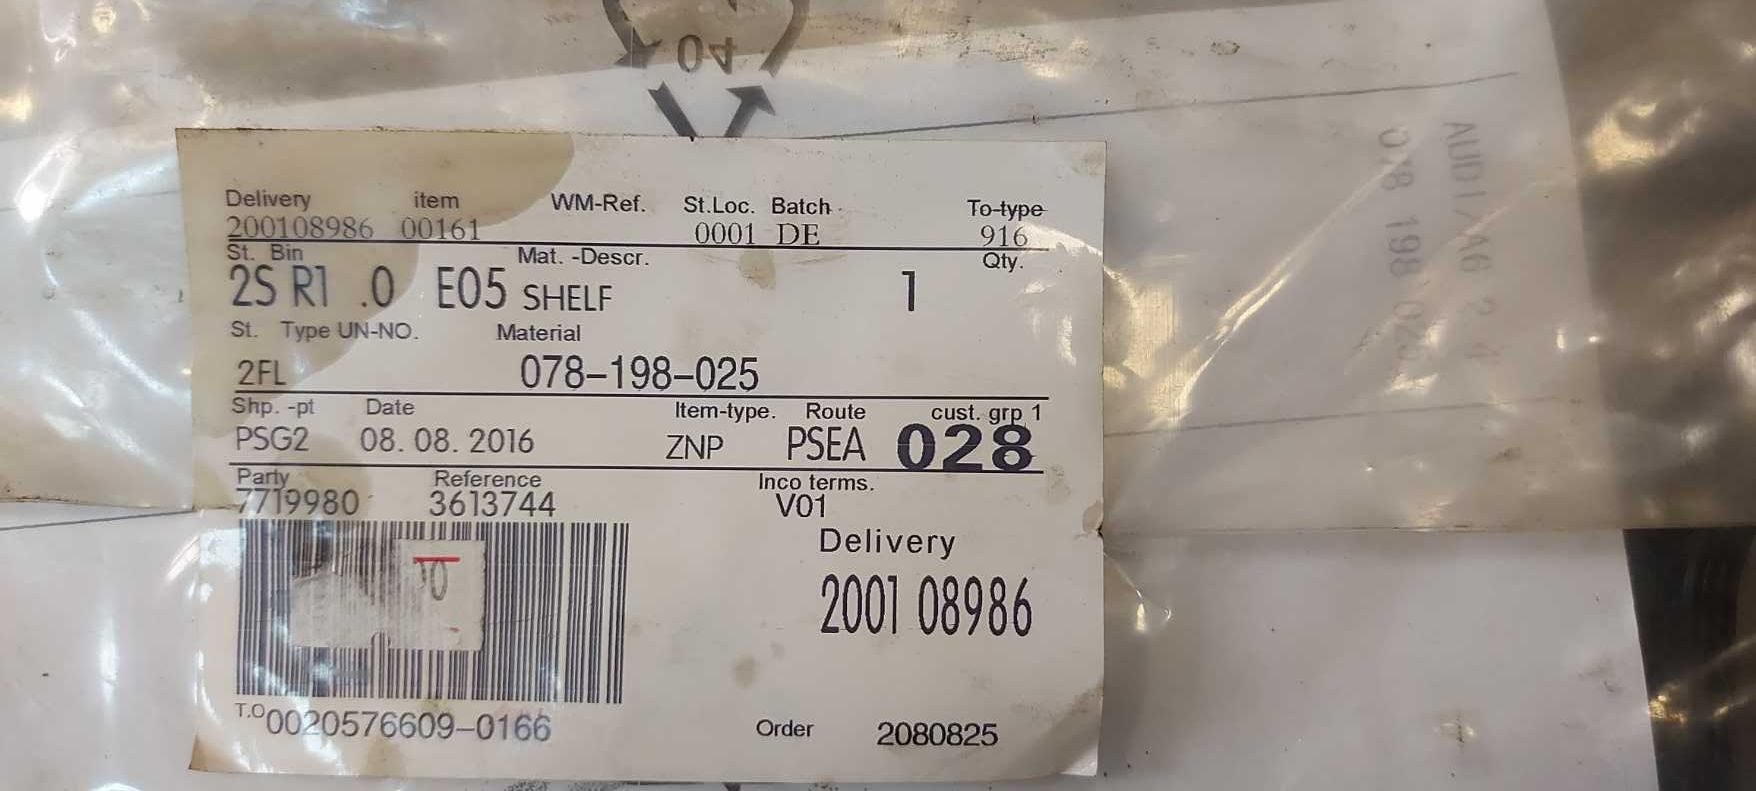 04
Delivery item WM-Ref. St.Loc. Batch To-type
200108986 00161 0001 DE 916
St. Bin Mat. -Descr. Qty.
2S R1 .0 E05 SHELF 1
St. Type UN-NO. Material
2FL 078-198-025
Shp. -pt Date Item-type. Route cust. grp 1
PSG2 08. 08. 2016 ZNP PSEA 028
Party Reference Inco terms.
7719980 3613744 V01
Delivery
2001 08986
T.O 0020576609-0166 Order 2080825
AUDI/A6 2.4
078 198 025